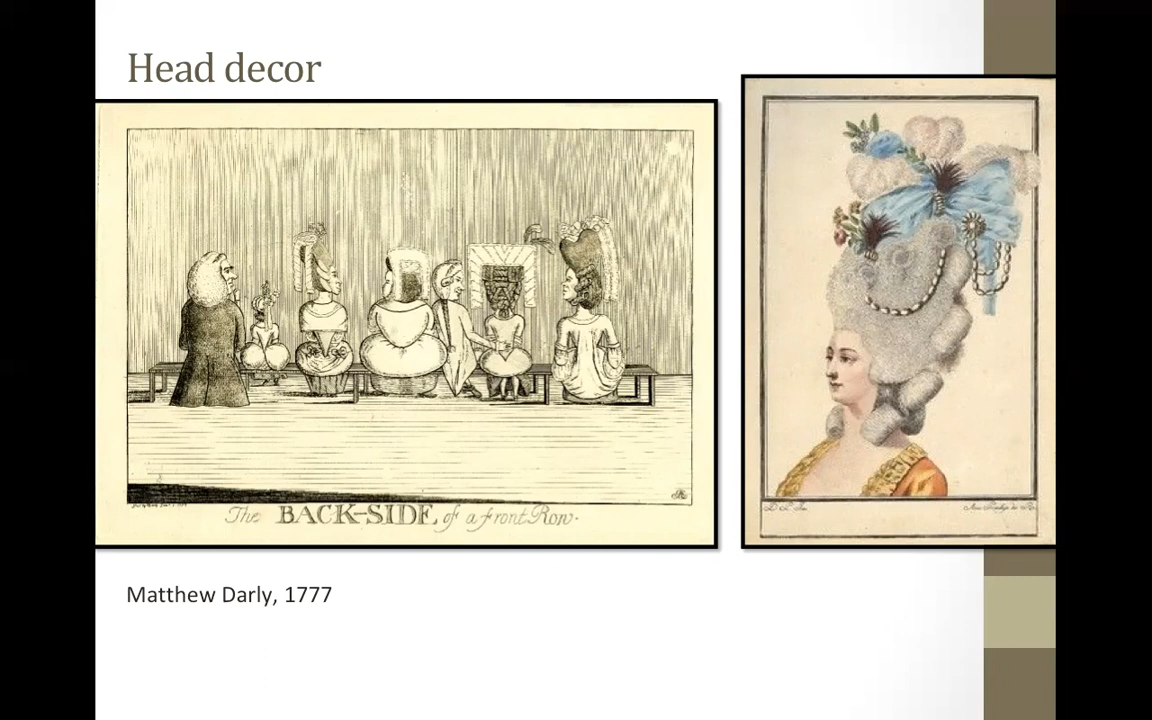 Head decor
The BACK-SIDE of a front Row.
Matthew Darly, 1777